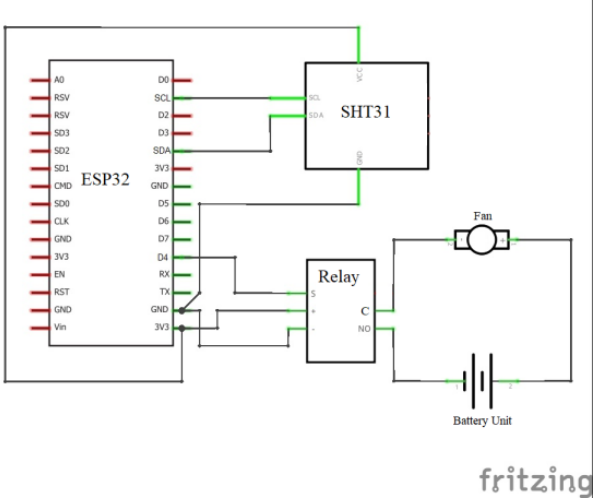 VCC
A0
RSV
RSV
SD3
SD2
SD1
CMD
SD0
CLK
GND
3V3
EN
RST
GND
Vin
ESP32
D0
SCL
D2
D3
SDA
3V3
GND
D5
D6
D7
D4
RX
TX
GND
3V3
SCL
SDA
SHT31
GND
Relay
S
+
-
C
NO
Fan
1
2
Battery Unit
fritzing